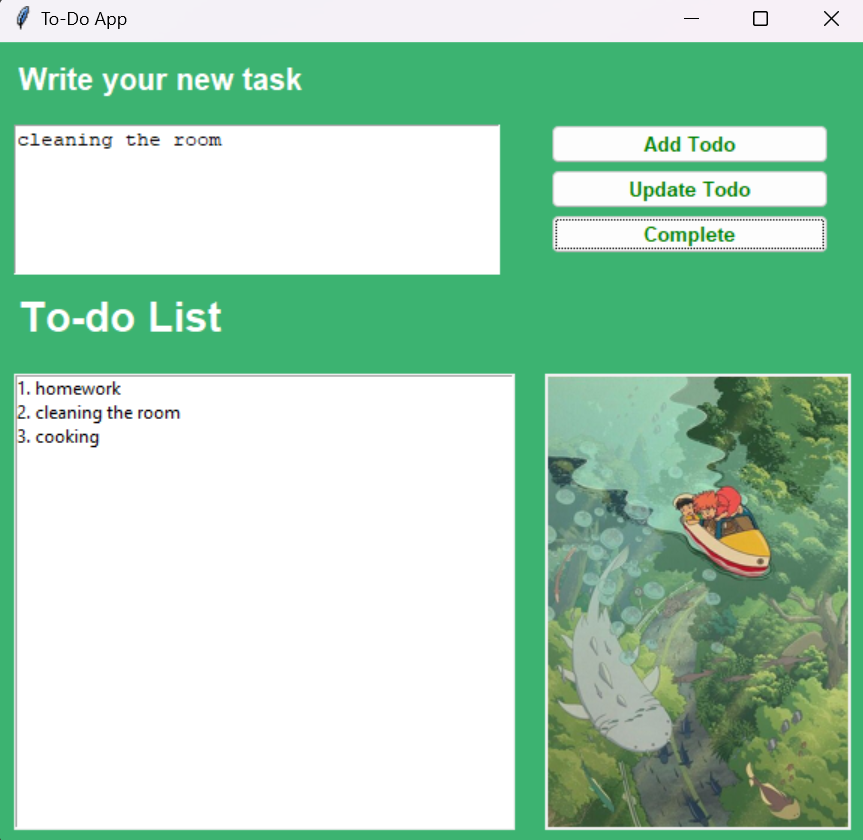 To-Do App
Write your new task
cleaning the room
Add Todo
Update Todo
Complete
To-do List
1. homework
2. cleaning the room
3. cooking